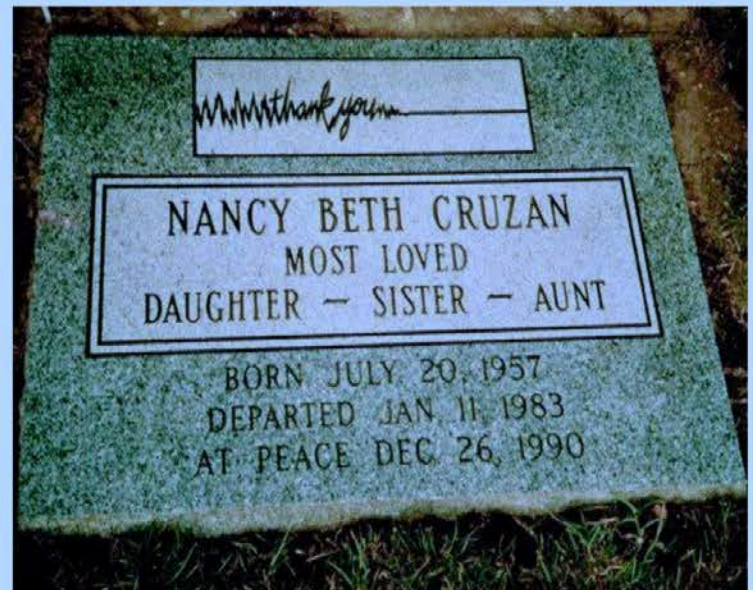 thank you
NANCY BETH CRUZAN
MOST LOVED
DAUGHTER – SISTER – AUNT
BORN JULY 20, 1957
DEPARTED JAN 11, 1983
AT PEACE DEC 26, 1990